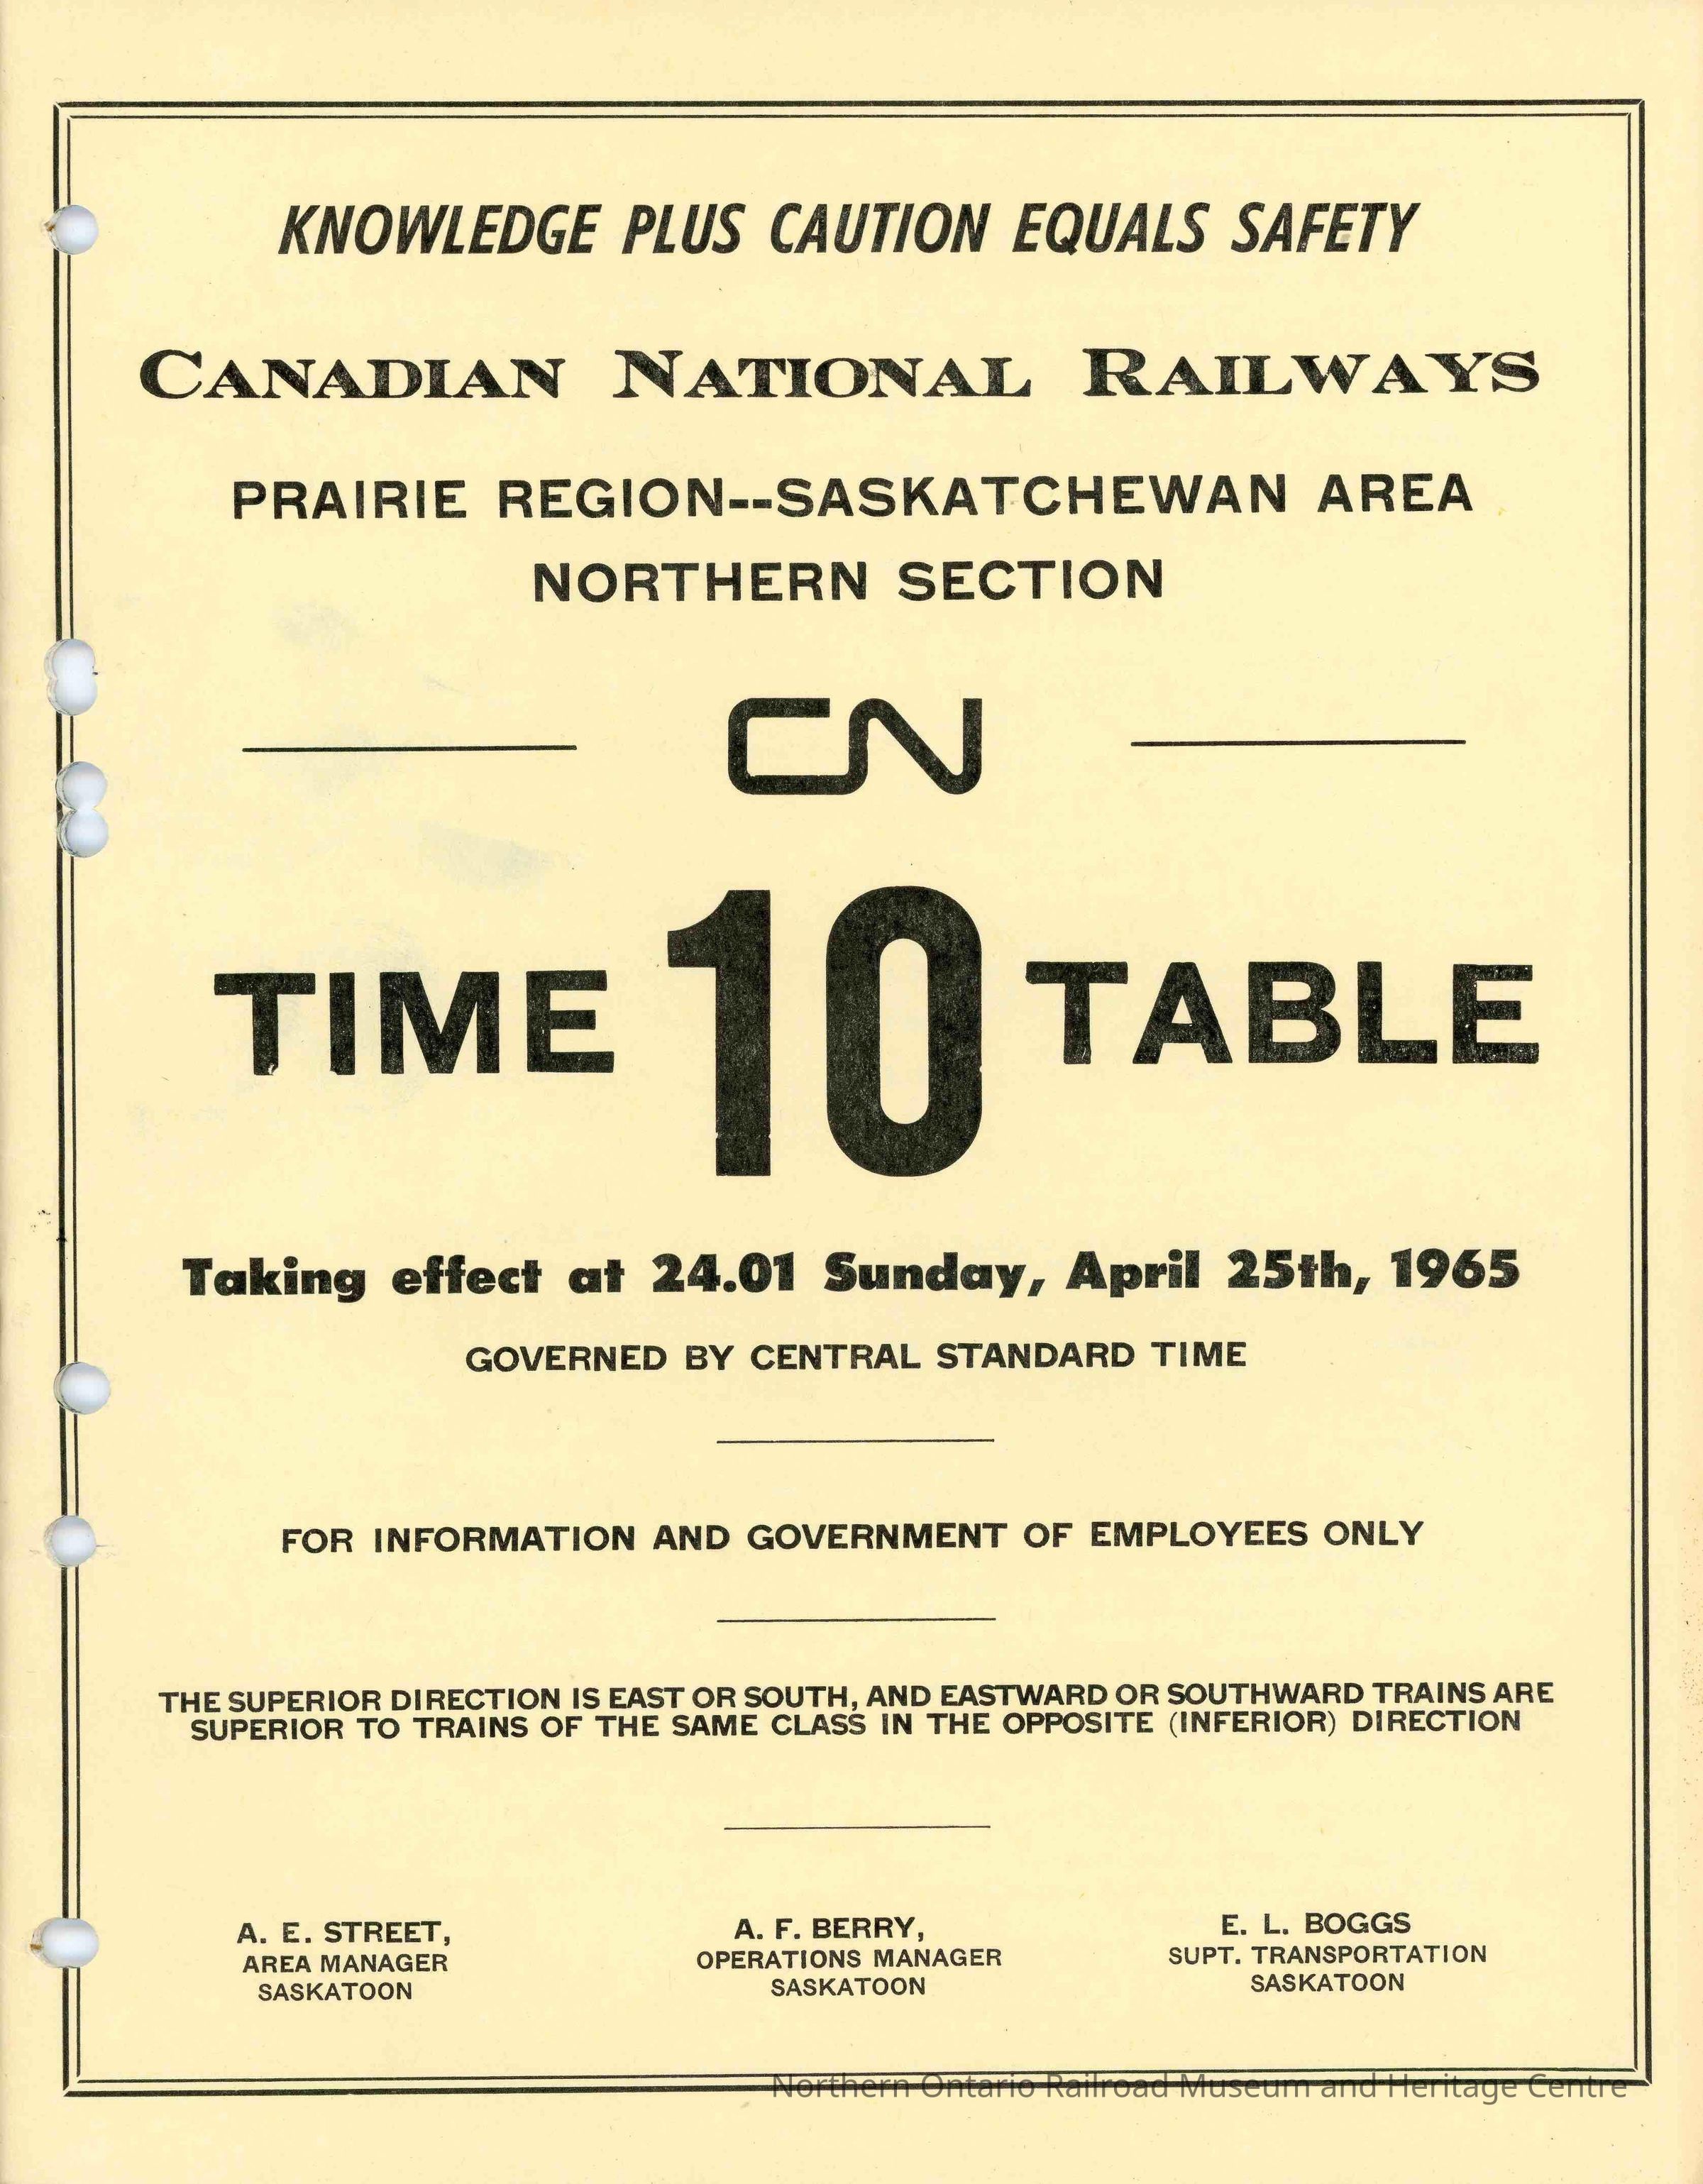 KNOWLEDGE PLUS CAUTION EQUALS SAFETY
CANADIAN NATIONAL RAILWAYS
PRAIRIE REGION--SASKATCHEWAN AREA
NORTHERN SECTION
CN
TIME 10 TABLE
Taking effect at 24.01 Sunday, April 25th, 1965
GOVERNED BY CENTRAL STANDARD TIME
FOR INFORMATION AND GOVERNMENT OF EMPLOYEES ONLY
THE SUPERIOR DIRECTION IS EAST OR SOUTH, AND EASTWARD OR SOUTHWARD TRAINS ARE
SUPERIOR TO TRAINS OF THE SAME CLASS IN THE OPPOSITE (INFERIOR) DIRECTION
A. E. STREET,
AREA MANAGER
SASKATOON
A. F. BERRY,
OPERATIONS MANAGER
SASKATOON
E. L. BOGGS
SUPT. TRANSPORTATION
SASKATOON
Northern Ontario Railroad Museum and Heritage Centre